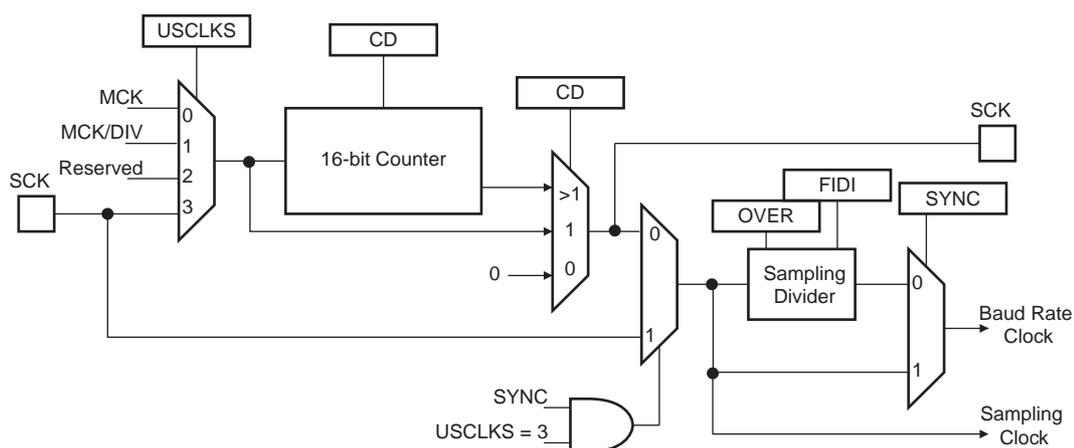 USCLKS
CD
CD
MCK
MCK/DIV
Reserved
SCK
0
1
2
3
16-bit Counter
>1
1
0
0
SCK
0
1
FIDI
OVER
SYNC
Sampling
Divider
0
1
Baud Rate
Clock
SYNC
USCLKS = 3
Sampling
Clock